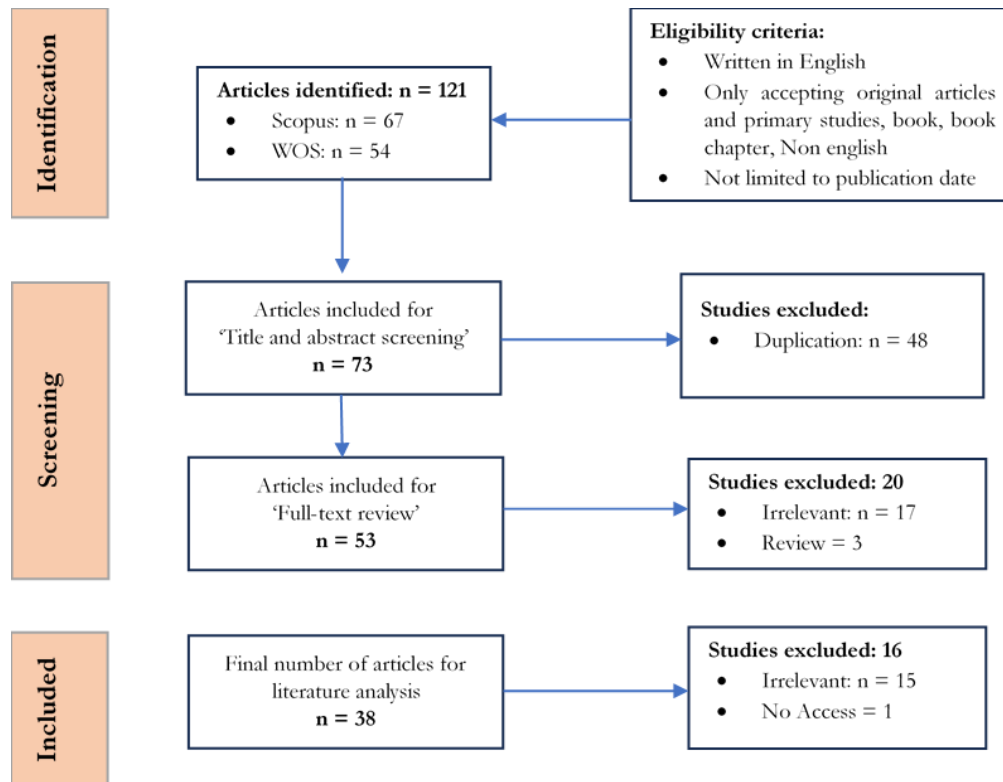 Identification
Articles identified: n = 121
• Scopus: n = 67
• WOS: n = 54
Eligibility criteria:
• Written in English
• Only accepting original articles
and primary studies, book, book
chapter, Non english
• Not limited to publication date
Screening
Articles included for
‘Title and abstract screening’
n = 73
Studies excluded:
• Duplication: n = 48
Articles included for
‘Full-text review’
n = 53
Studies excluded: 20
• Irrelevant: n = 17
• Review = 3
Included
Final number of articles for
literature analysis
n = 38
Studies excluded: 16
• Irrelevant: n = 15
• No Access = 1